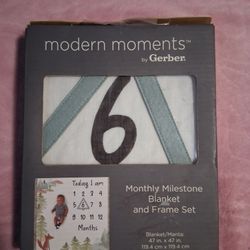 modern moments™
by Gerber
6
Today I am
1 2 3 4 5
6 7 8
9 10 11 12
Months
Monthly Milestone
Blanket
and Frame Set
Blanket/Manta:
47 in. x 47 in.
119.4 cm x 119.4 cm